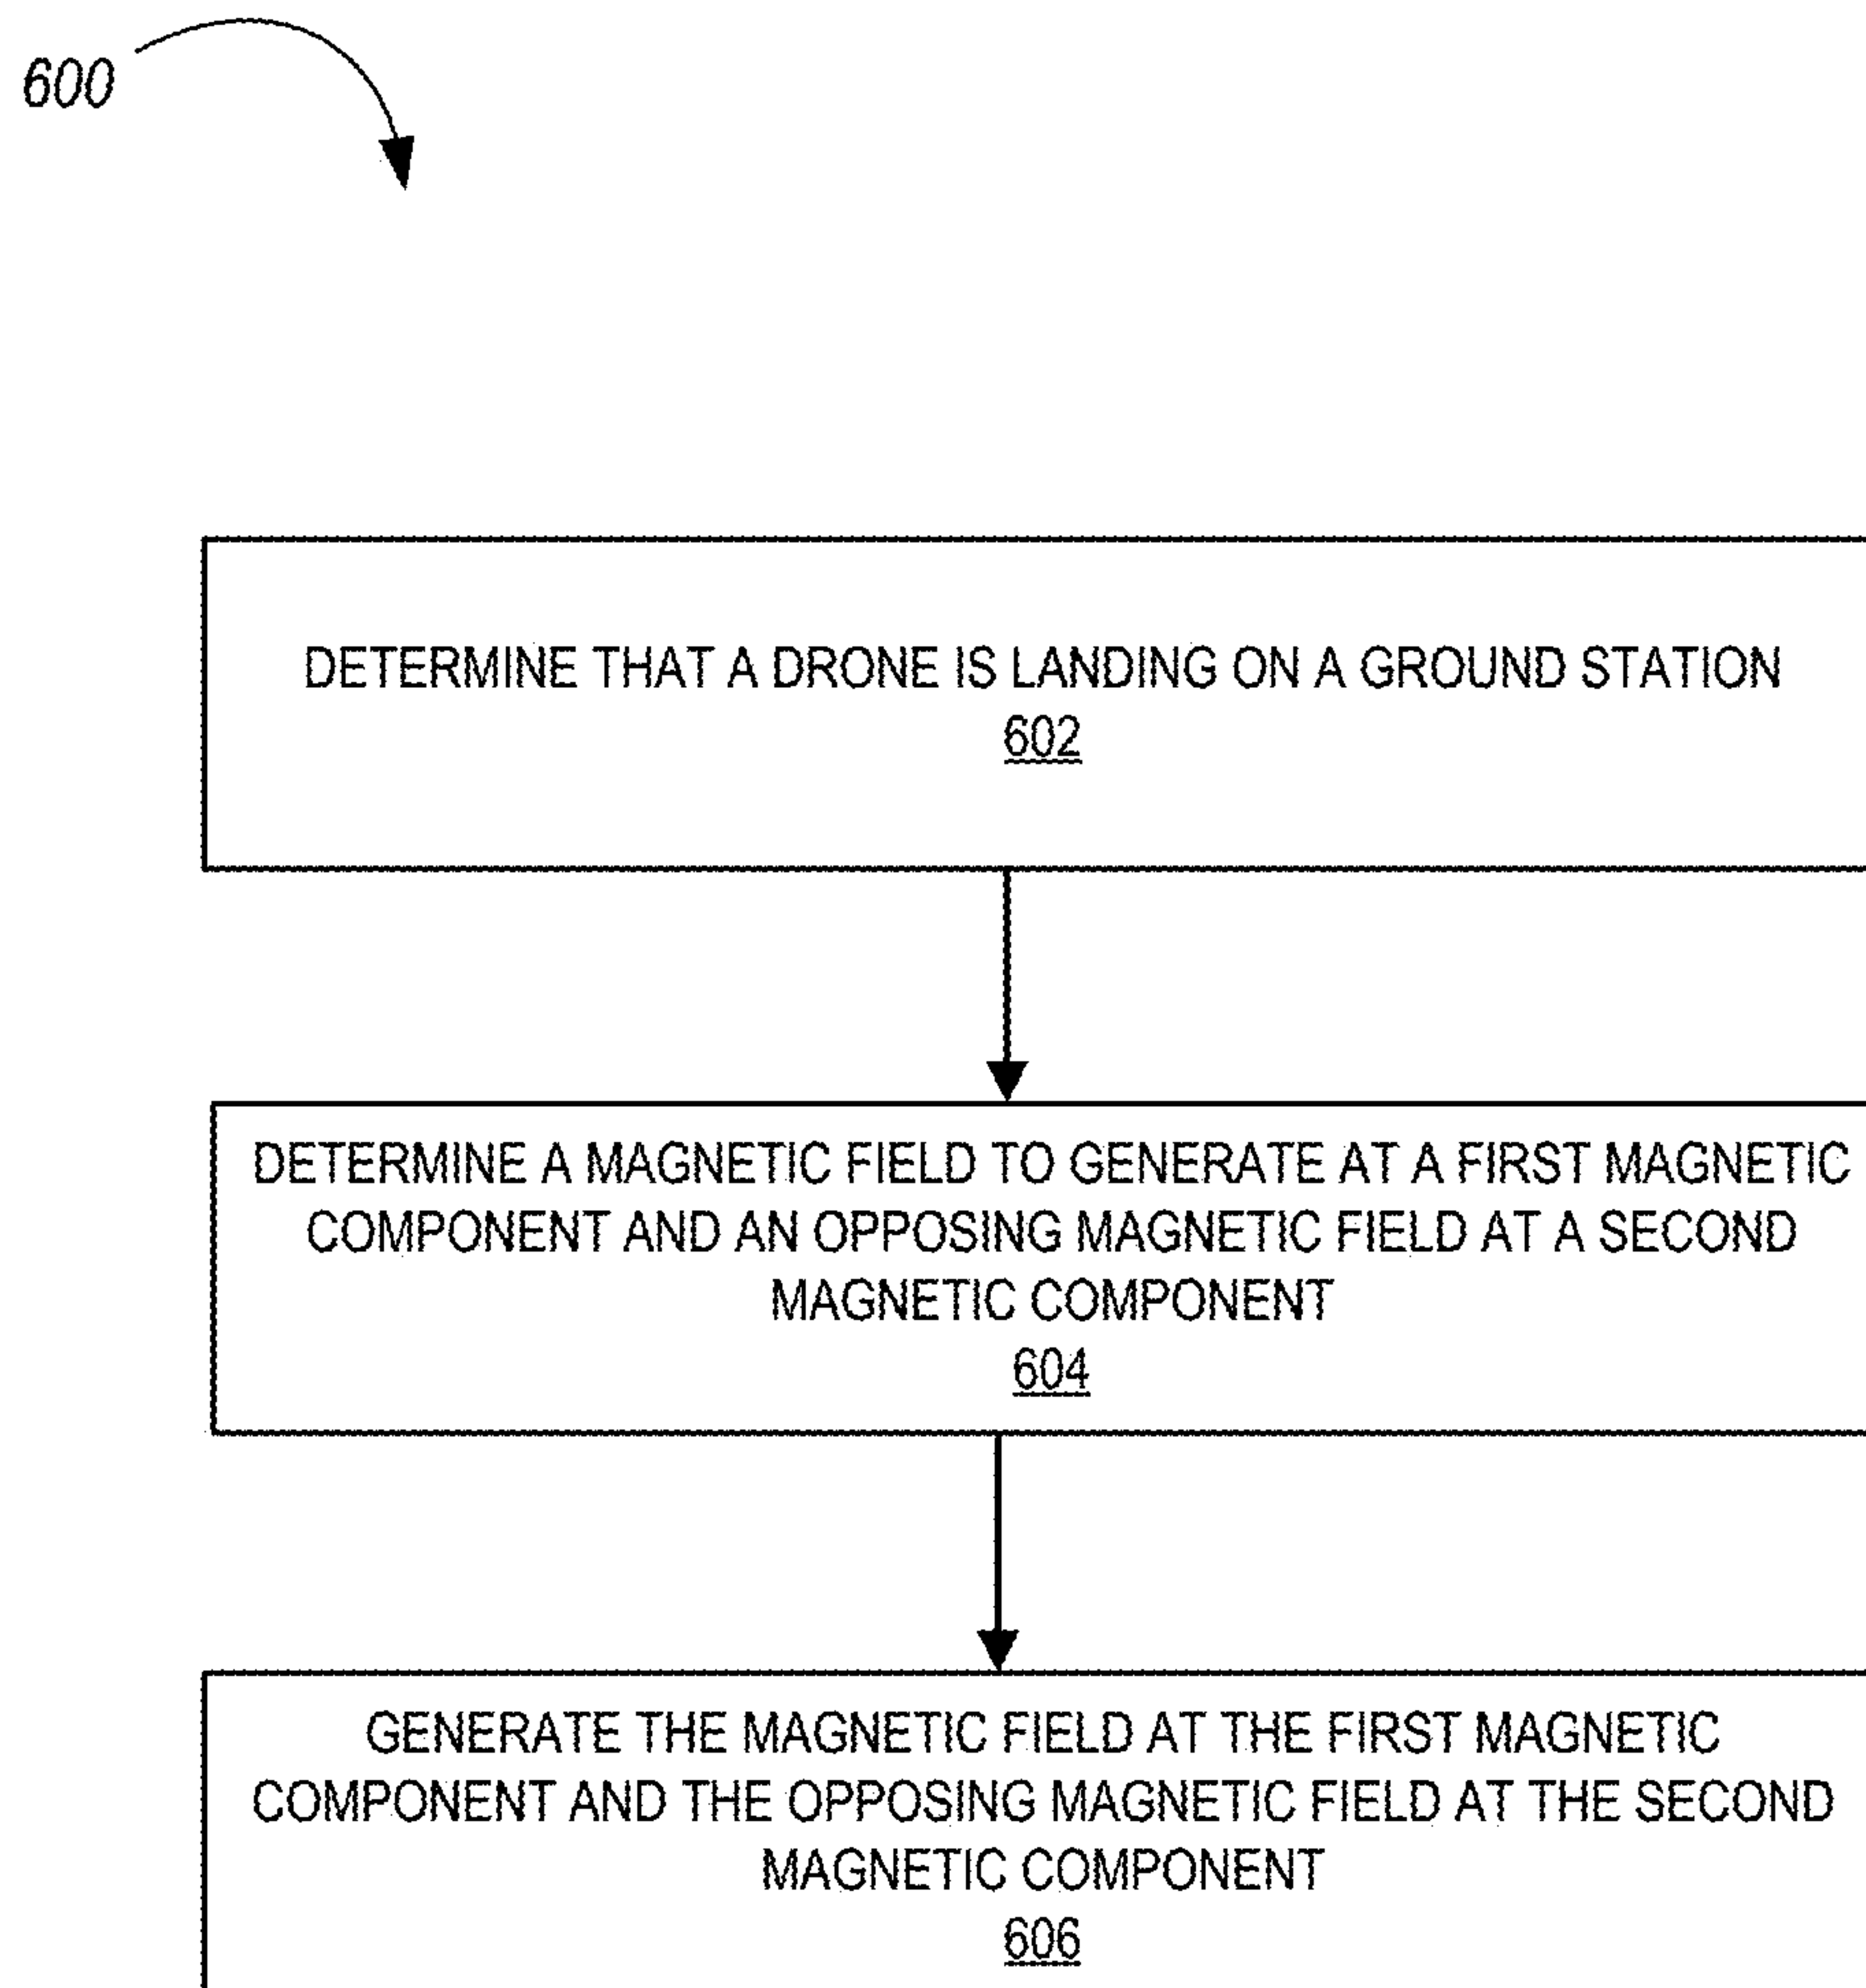 600
DETERMINE THAT A DRONE IS LANDING ON A GROUND STATION
602
DETERMINE A MAGNETIC FIELD TO GENERATE AT A FIRST MAGNETIC
COMPONENT AND AN OPPOSING MAGNETIC FIELD AT A SECOND
MAGNETIC COMPONENT
604
GENERATE THE MAGNETIC FIELD AT THE FIRST MAGNETIC
COMPONENT AND THE OPPOSING MAGNETIC FIELD AT THE SECOND
MAGNETIC COMPONENT
606